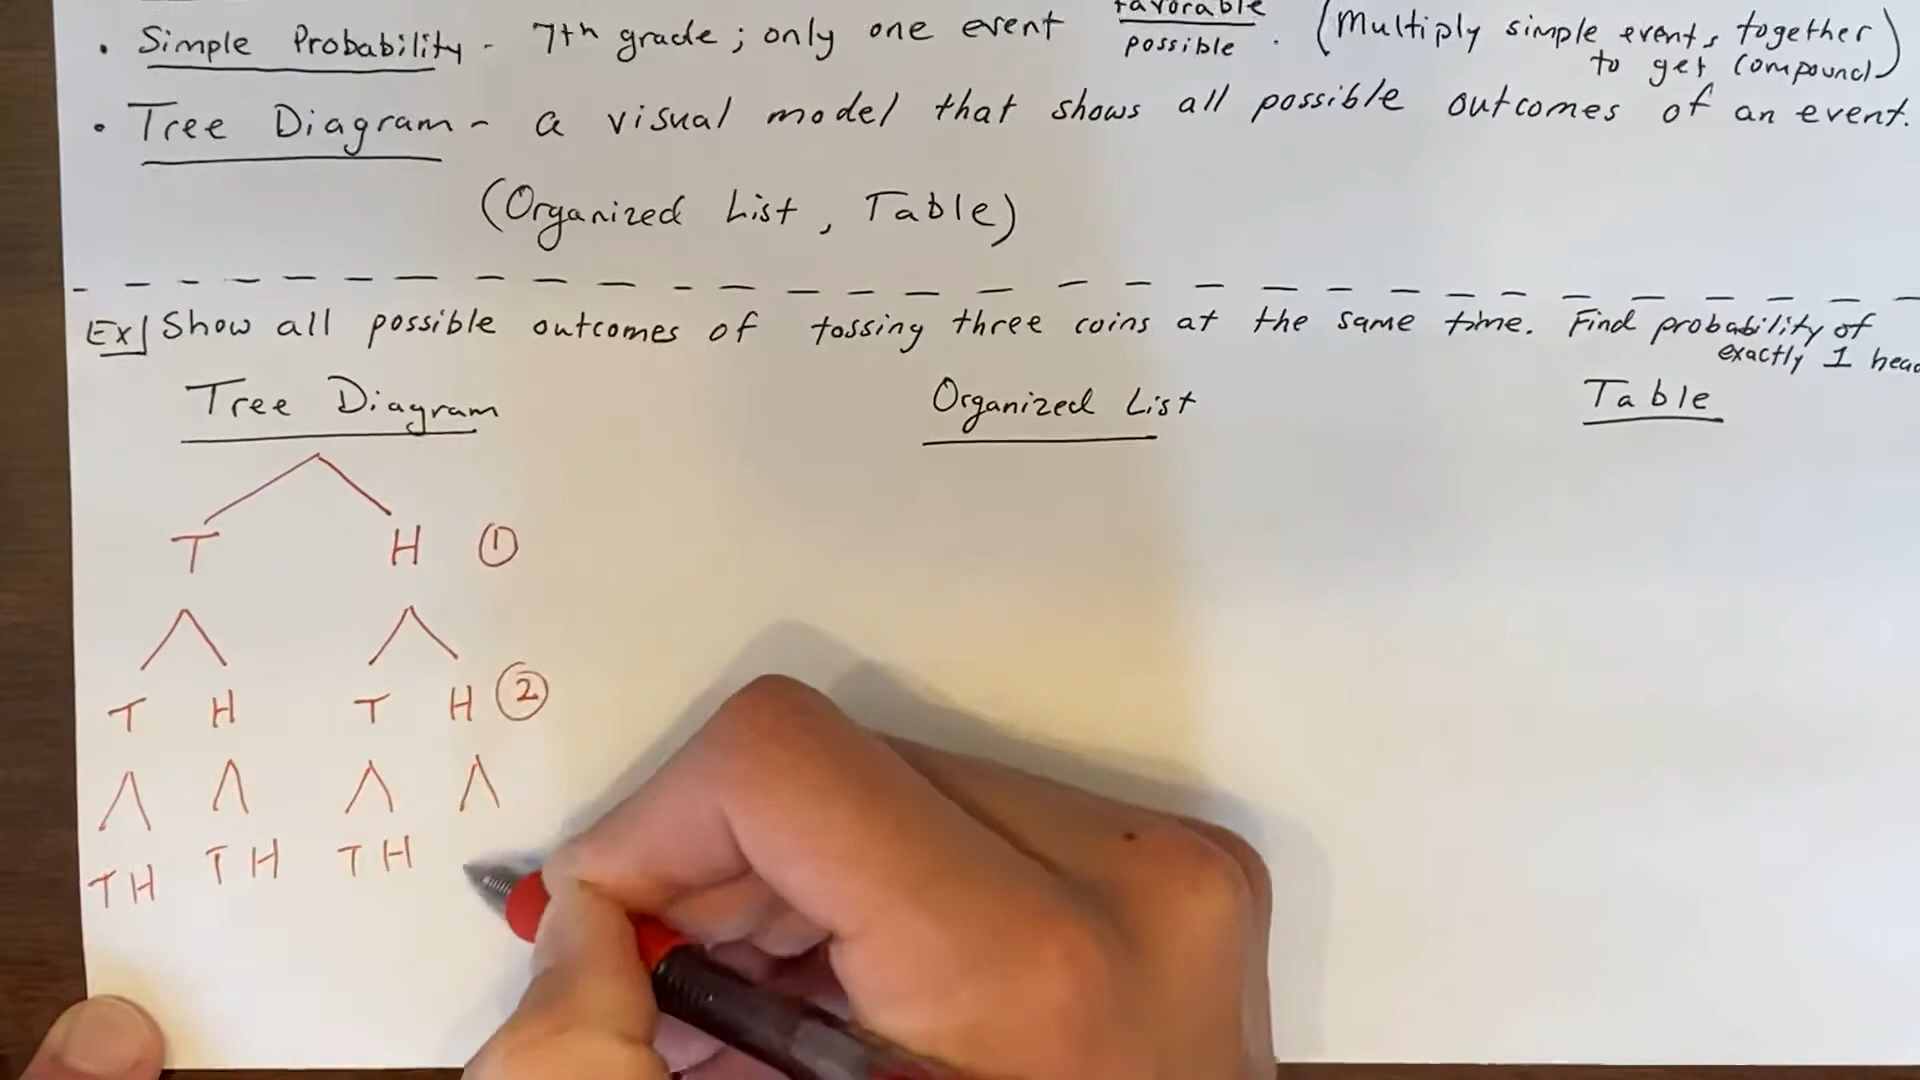 • Simple Probability - 7th grade; only one event favorable / possible. (Multiply simple events together
to get compound)
• Tree Diagram - a visual model that shows all possible outcomes of an event.
(Organized List, Table)
Ex] Show all possible outcomes of tossing three coins at the same time. Find probability of
exactly 1 head
Tree Diagram Organized List Table
T H ①
T H T H ②
T H T H T H